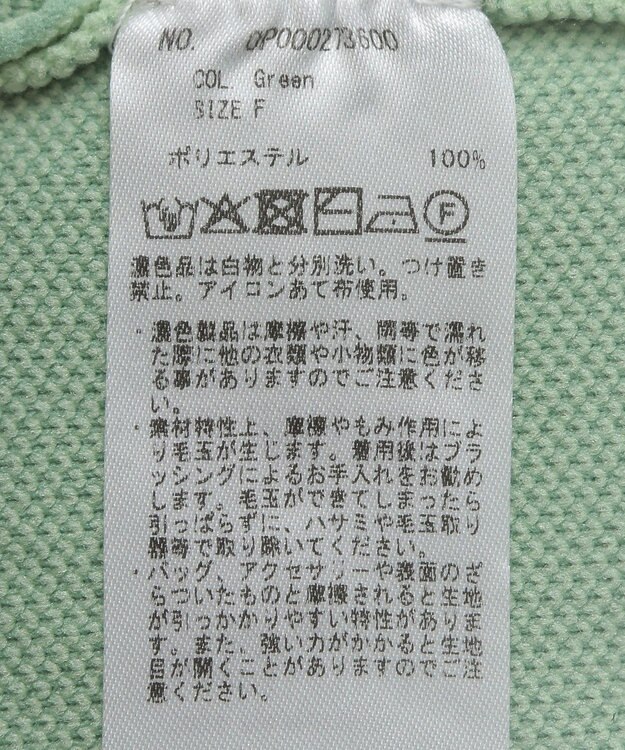 NO. OP000273600
COL. Green
SIZE F
ポリエステル 100%
F
濃色品は白物と分別洗い。つけ置き
禁止。アイロンあて布使用。
・濃色製品は摩擦や汗、雨等で濡れ
た際に他の衣類や小物類に色が移
る事がありますのでご注意くださ
い。
・素材特性上、摩擦やもみ作用によ
り毛玉が生じます。着用後はブラ
ッシングによるお手入れをお勧め
します。毛玉ができてしまったら
引っぱらずに、ハサミや毛玉取り
器等で取り除いてください。
・バッグ、アクセサリーや表面のざ
らついたものと摩擦されると生地
が引っかかりやすい特性がありま
す。また、強い力がかかると生地
目が開くことがありますのでご注
意ください。